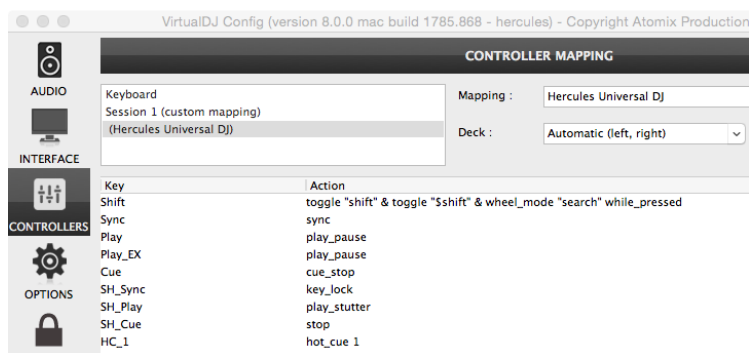 VirtualDJ Config (version 8.0.0 mac build 1785.868 - hercules) - Copyright Atomix Production
CONTROLLER MAPPING
AUDIO
INTERFACE
CONTROLLERS
OPTIONS
Keyboard
Session 1 (custom mapping)
(Hercules Universal DJ)
Mapping : Hercules Universal DJ
Deck : Automatic (left, right)
Key Action
Shift toggle "shift" & toggle "$shift" & wheel_mode "search" while_pressed
Sync sync
Play play_pause
Play_EX play_pause
Cue cue_stop
SH_Sync key_lock
SH_Play play_stutter
SH_Cue stop
HC_1 hot_cue 1